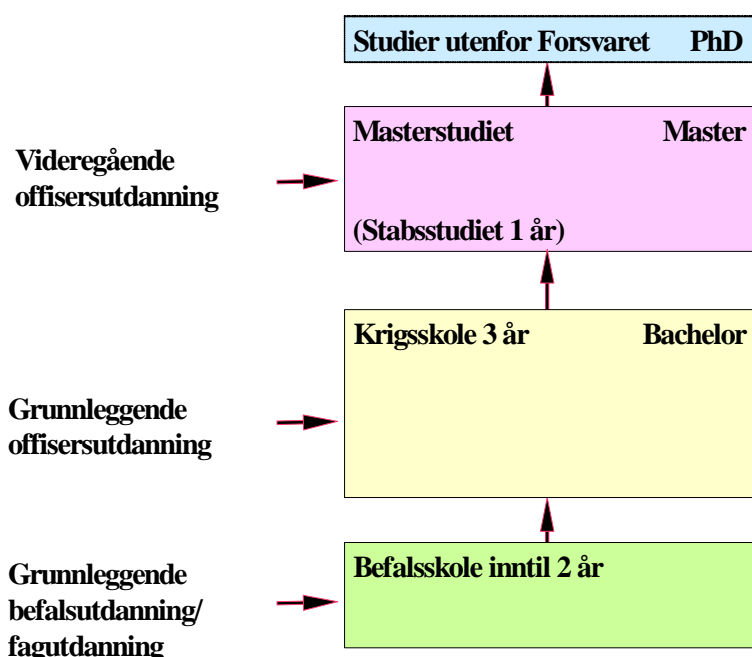 Studier utenfor Forsvaret PhD
Masterstudiet Master
Videregående
offisersutdanning
(Stabsstudiet 1 år)
Krigsskole 3 år Bachelor
Grunnleggende
offisersutdanning
Befalsskole inntil 2 år
Grunnleggende
befalsutdanning/
fagutdanning